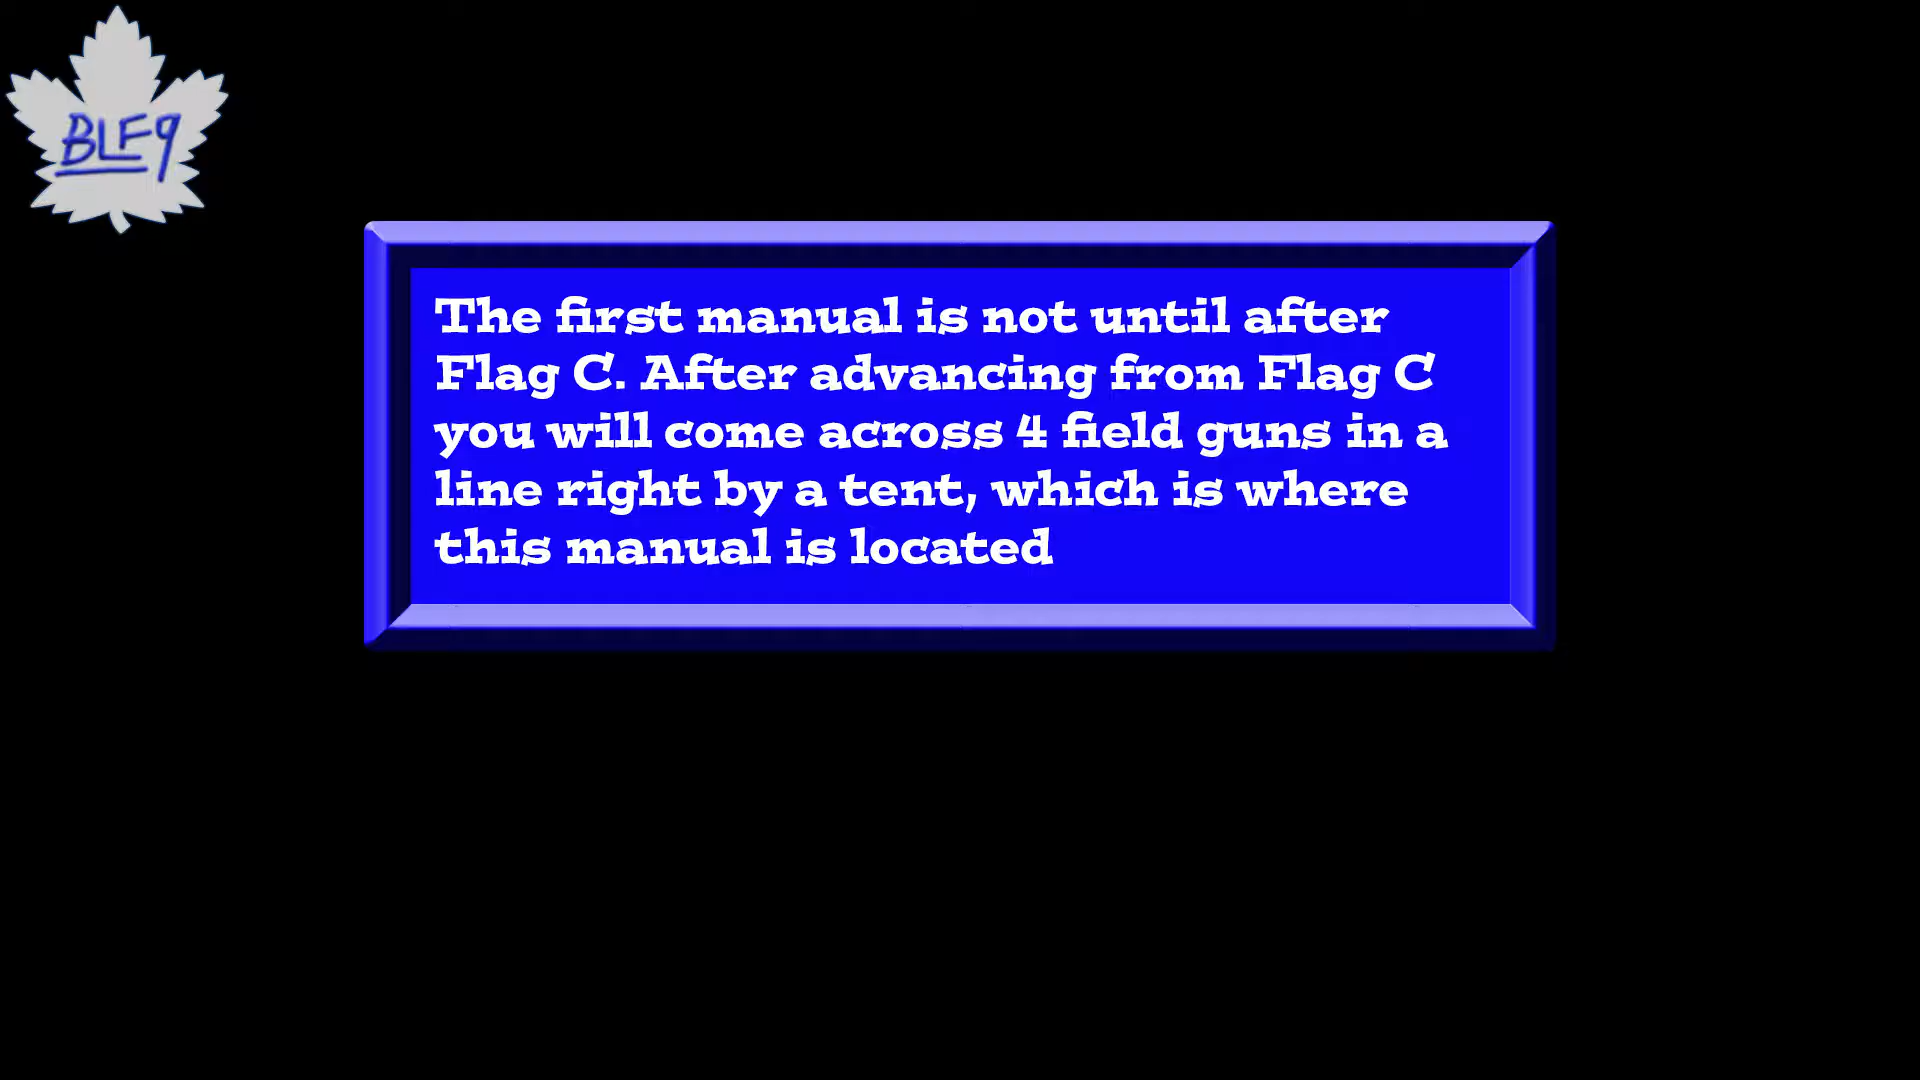 BLF9
The first manual is not until after
Flag C. After advancing from Flag C
you will come across 4 field guns in a
line right by a tent, which is where
this manual is located